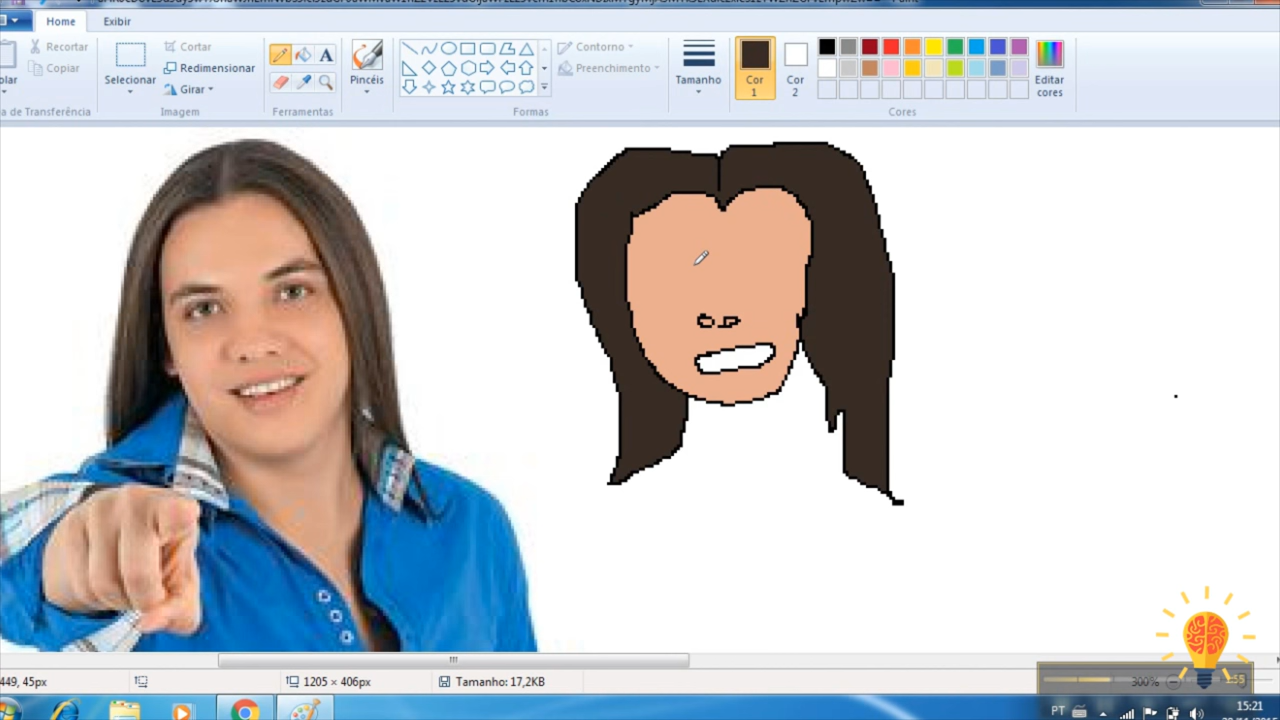 Home Exibir
Recortar
Copiar
Selecionar
Cortar
Redimensionar
Girar
Imagem
A
Ferramentas
Pincéis
Contorno
Preenchimento
Formas
Tamanho
Cor 1
Cor 2
Editar cores
Cores
449, 45px
1205 × 406px
Tamanho: 17,2KB
300%
PT
15:21